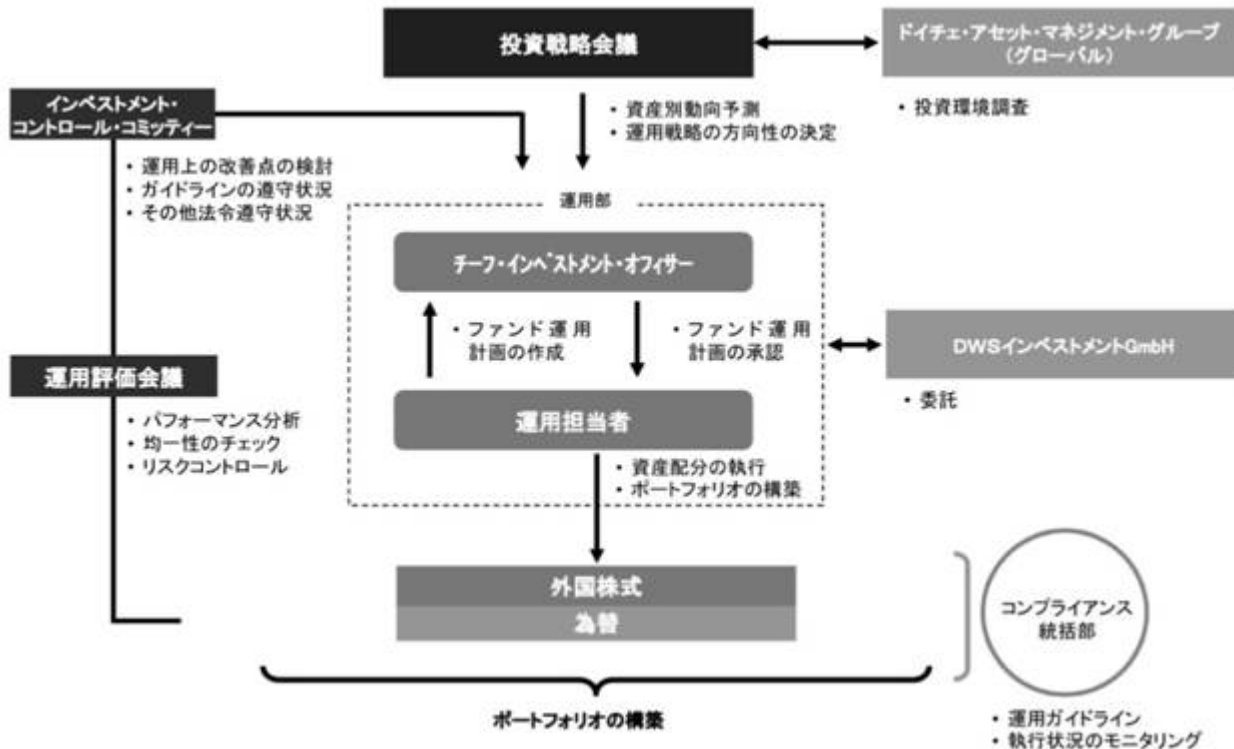 投資戦略会議
ドイチェ・アセット・マネジメント・グループ
(グローバル)
・投資環境調査
・資産別動向予測
・運用戦略の方向性の決定
インベストメント・
コントロール・コミッティー
・運用上の改善点の検討
・ガイドラインの遵守状況
・その他法令遵守状況
運用部
チーフ・インベストメント・オフィサー
・ファンド運用
計画の作成
・ファンド運用
計画の承認
DWSインベストメントGmbH
・委託
運用評価会議
・パフォーマンス分析
・均一性のチェック
・リスクコントロール
運用担当者
・資産配分の執行
・ポートフォリオの構築
外国株式
為替
コンプライアンス
統括部
・運用ガイドライン
・執行状況のモニタリング
ポートフォリオの構築